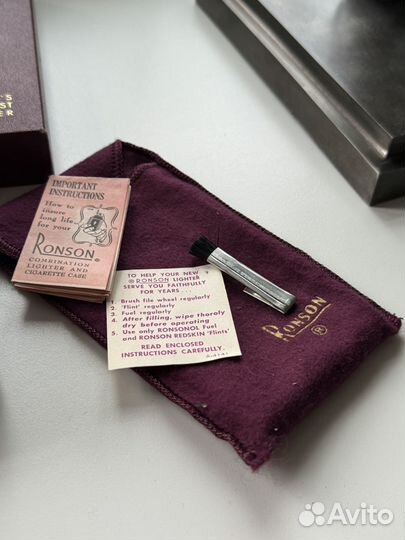 'S
ST
ER
IMPORTANT
INSTRUCTIONS
How to
insure
long life...
for your
RONSON
COMBINATION
LIGHTER AND
CIGARETTE CASE
TO HELP YOUR NEW
® RONSON LIGHTER
SERVE YOU FAITHFULLY
FOR YEARS...
1. Brush file wheel regularly
2. 'Flint' regularly
3. Fuel regularly
4. After filling, wipe thoroly
dry before operating
5. Use only RONSONOL Fuel
and RONSON REDSKIN 'Flints'
READ ENCLOSED
INSTRUCTIONS CAREFULLY.
RONSON
®
Avito